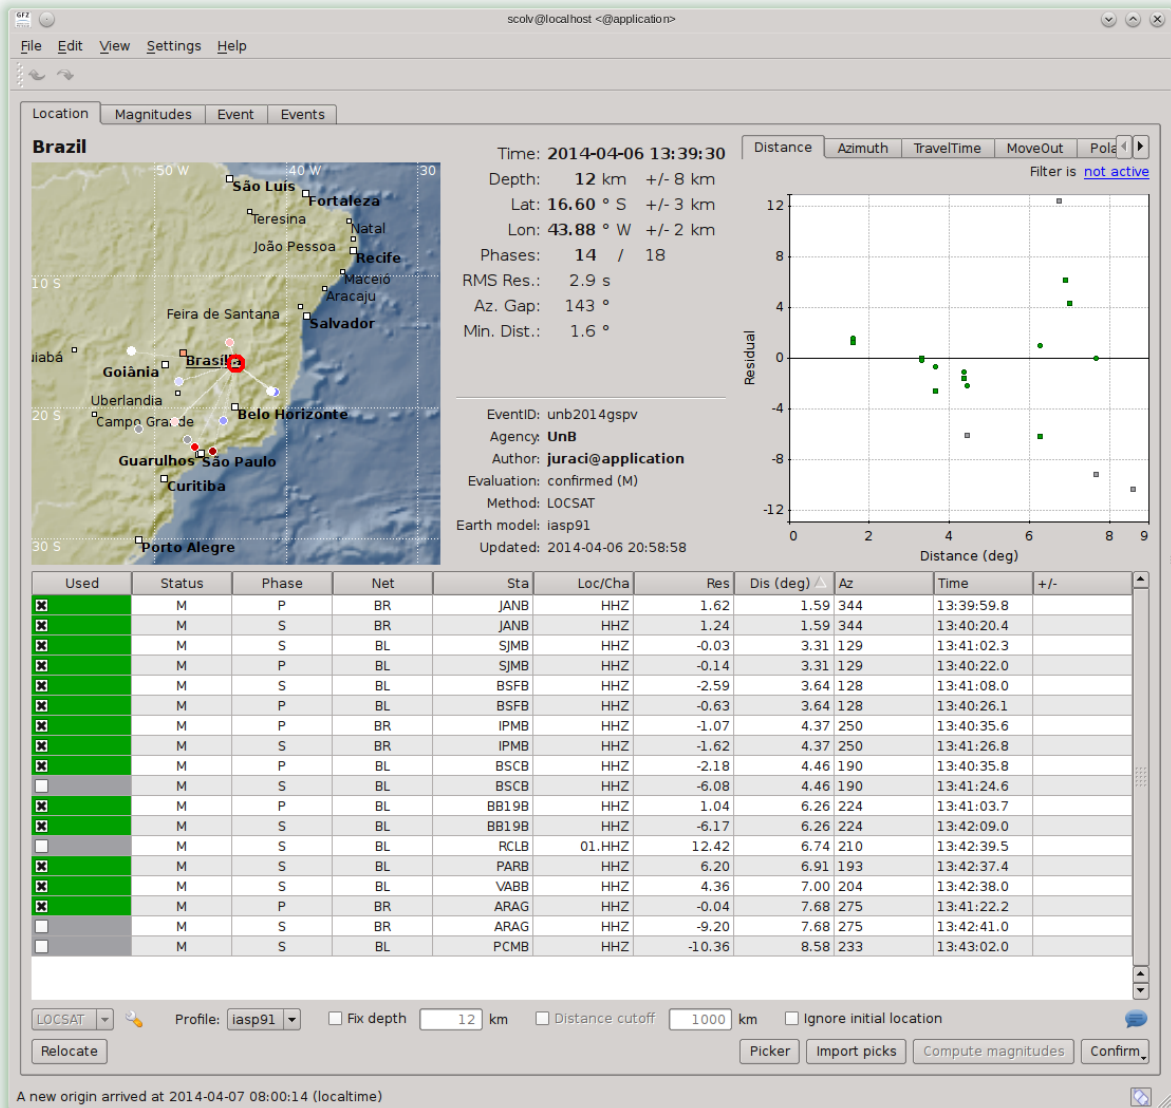 GFZ
scolv@localhost <@application>
File Edit View Settings Help
Location Magnitudes Event Events
Brazil
50 W 40 W 30
São Luís
Fortaleza
Teresina
Natal
João Pessoa
Recife
Maceió
Aracaju
10 S
Feira de Santana
Salvador
uiabá
Brasília
Goiânia
Uberlandia
20 S
Campo Grande
Belo Horizonte
Guarulhos São Paulo
Curitiba
30 S
Porto Alegre
Time: 2014-04-06 13:39:30
Depth: 12 km +/- 8 km
Lat: 16.60 ° S +/- 3 km
Lon: 43.88 ° W +/- 2 km
Phases: 14 / 18
RMS Res.: 2.9 s
Az. Gap: 143 °
Min. Dist.: 1.6 °
EventID: unb2014gspv
Agency: UnB
Author: juraci@application
Evaluation: confirmed (M)
Method: LOCSAT
Earth model: iasp91
Updated: 2014-04-06 20:58:58
Distance Azimuth TravelTime MoveOut Pola
Filter is not active
12
8
4
0
-4
-8
-12
Residual
0 2 4 6 8 9
Distance (deg)
Used Status Phase Net Sta Loc/Cha Res Dis (deg) Az Time +/-
M P BR JANB HHZ 1.62 1.59 344 13:39:59.8
M S BR JANB HHZ 1.24 1.59 344 13:40:20.4
M S BL SJMB HHZ -0.03 3.31 129 13:41:02.3
M P BL SJMB HHZ -0.14 3.31 129 13:40:22.0
M S BL BSFB HHZ -2.59 3.64 128 13:41:08.0
M P BL BSFB HHZ -0.63 3.64 128 13:40:26.1
M P BR IPMB HHZ -1.07 4.37 250 13:40:35.6
M S BR IPMB HHZ -1.62 4.37 250 13:41:26.8
M P BL BSCB HHZ -2.18 4.46 190 13:40:35.8
M S BL BSCB HHZ -6.08 4.46 190 13:41:24.6
M P BL BB19B HHZ 1.04 6.26 224 13:41:03.7
M S BL BB19B HHZ -6.17 6.26 224 13:42:09.0
M S BL RCLB 01.HHZ 12.42 6.74 210 13:42:39.5
M S BL PARB HHZ 6.20 6.91 193 13:42:37.4
M S BL VABB HHZ 4.36 7.00 204 13:42:38.0
M P BR ARAG HHZ -0.04 7.68 275 13:41:22.2
M S BR ARAG HHZ -9.20 7.68 275 13:42:41.0
M S BL PCMB HHZ -10.36 8.58 233 13:43:02.0
LOCSAT Profile: iasp91 Fix depth 12 km Distance cutoff 1000 km Ignore initial location
Relocate Picker Import picks Compute magnitudes Confirm
A new origin arrived at 2014-04-07 08:00:14 (localtime)